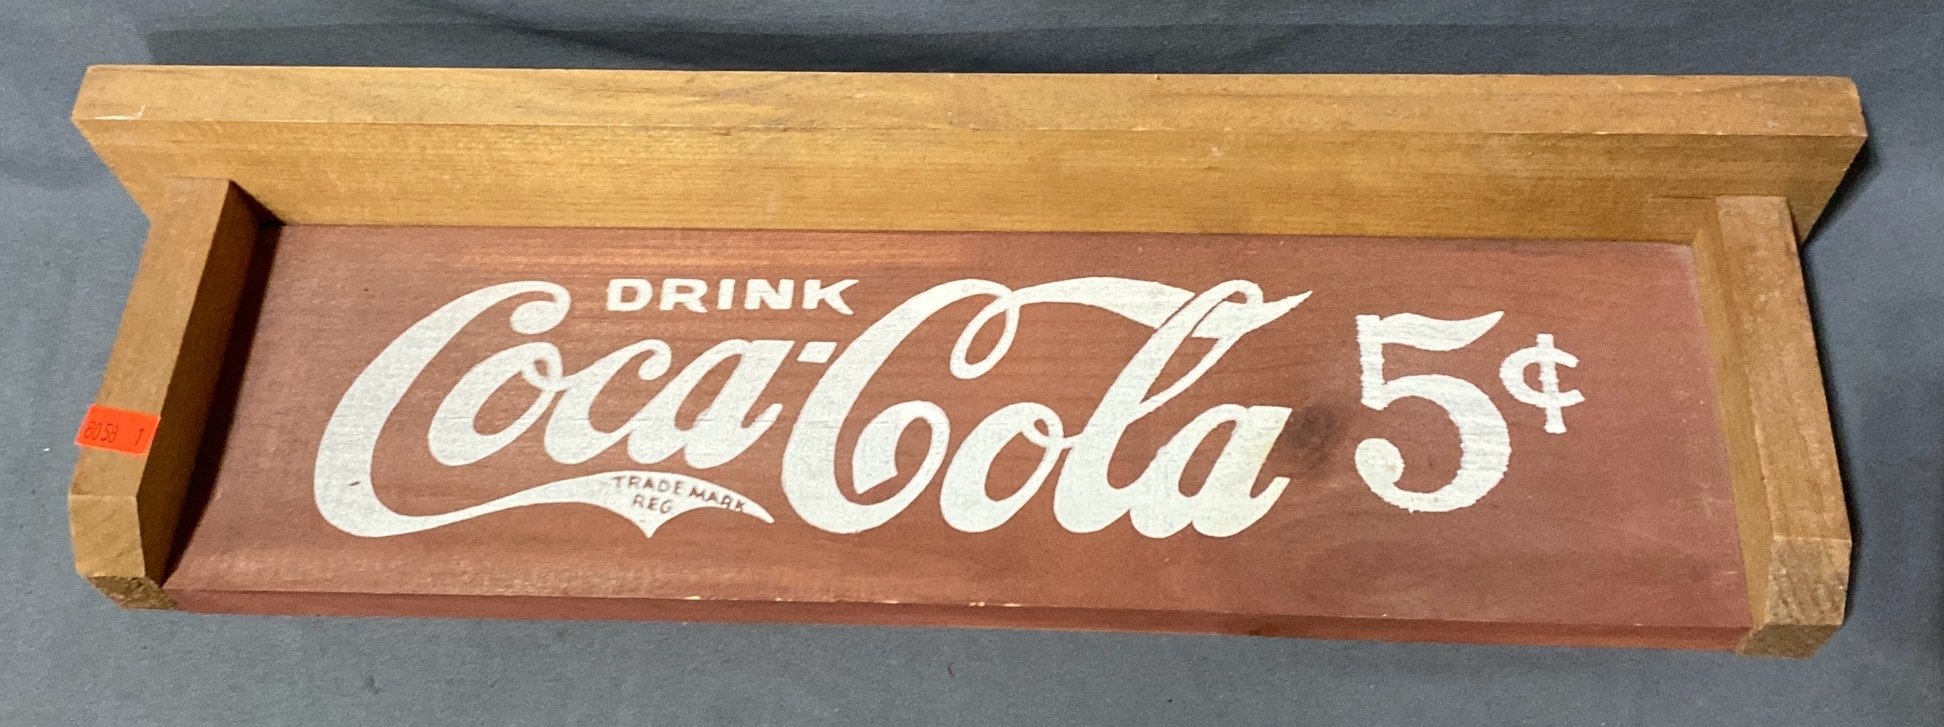 DRINK
Coca-Cola 5¢
TRADE MARK
REG
8058 1